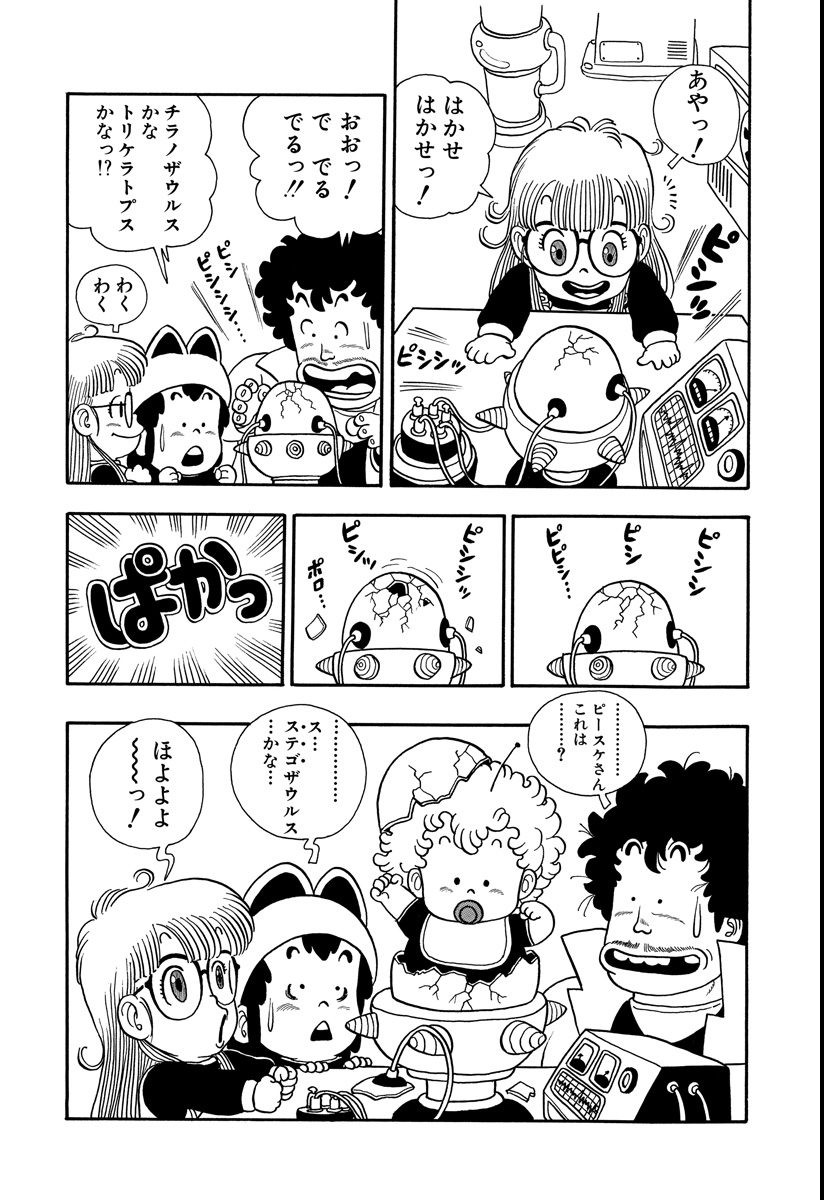 あやっ！
はかせ
はかせっ！
ピシシッ
ピシシッ
おおっ！
で でる
でるっ!!
チラノザウルス
かな
トリケラトプス
かなっ!?
ピシ
ピシシシ…
わく
わく
ピシシ
ピシ
ピシシ…
ピシシ
ピシッ
ポロ…
ぱかっ
………
ピースケさん
これは
……？
…………
ス…
ステゴザウルス
…かな…
ほよよよ
〜〜っ！